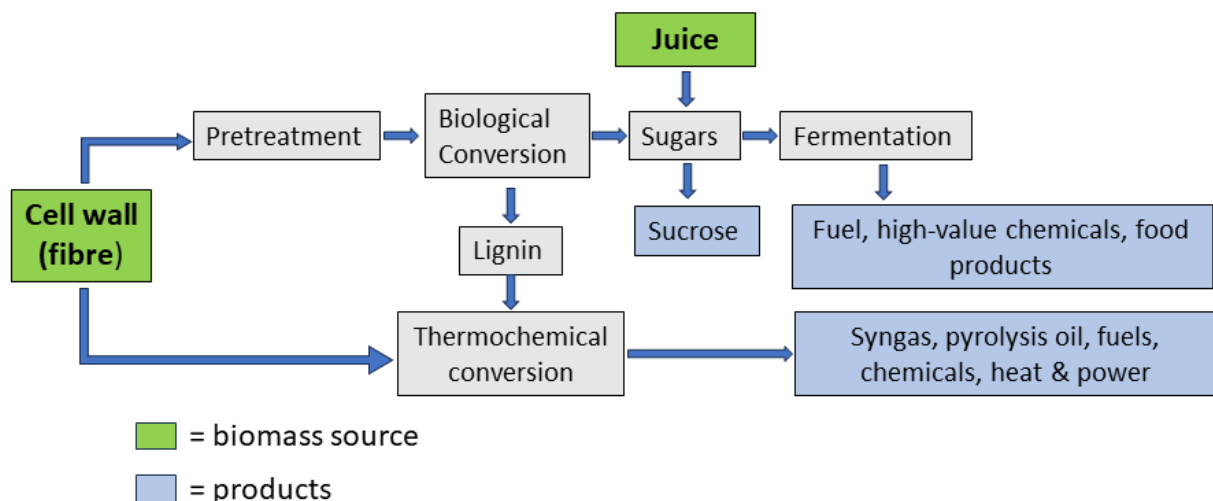 Juice
Pretreatment
Biological
Conversion
Sugars
Fermentation
Cell wall
(fibre)
Lignin
Sucrose
Fuel, high-value chemicals, food
products
Thermochemical
conversion
Syngas, pyrolysis oil, fuels,
chemicals, heat & power
= biomass source
= products